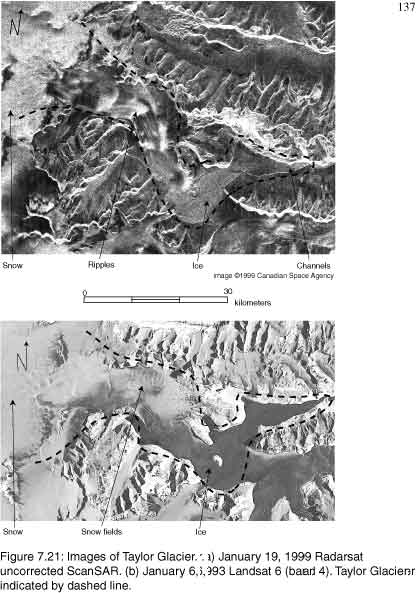 137
N
Snow Ripples Ice Channels
image ©1999 Canadian Space Agency
0 30
kilometers
N
Snow Snow fields Ice
Figure 7.21: Images of Taylor Glacier. a) January 19, 1999 Radarsat
uncorrected ScanSAR. (b) January 6, 1993 Landsat 6 (band 4). Taylor Glacier
indicated by dashed line.